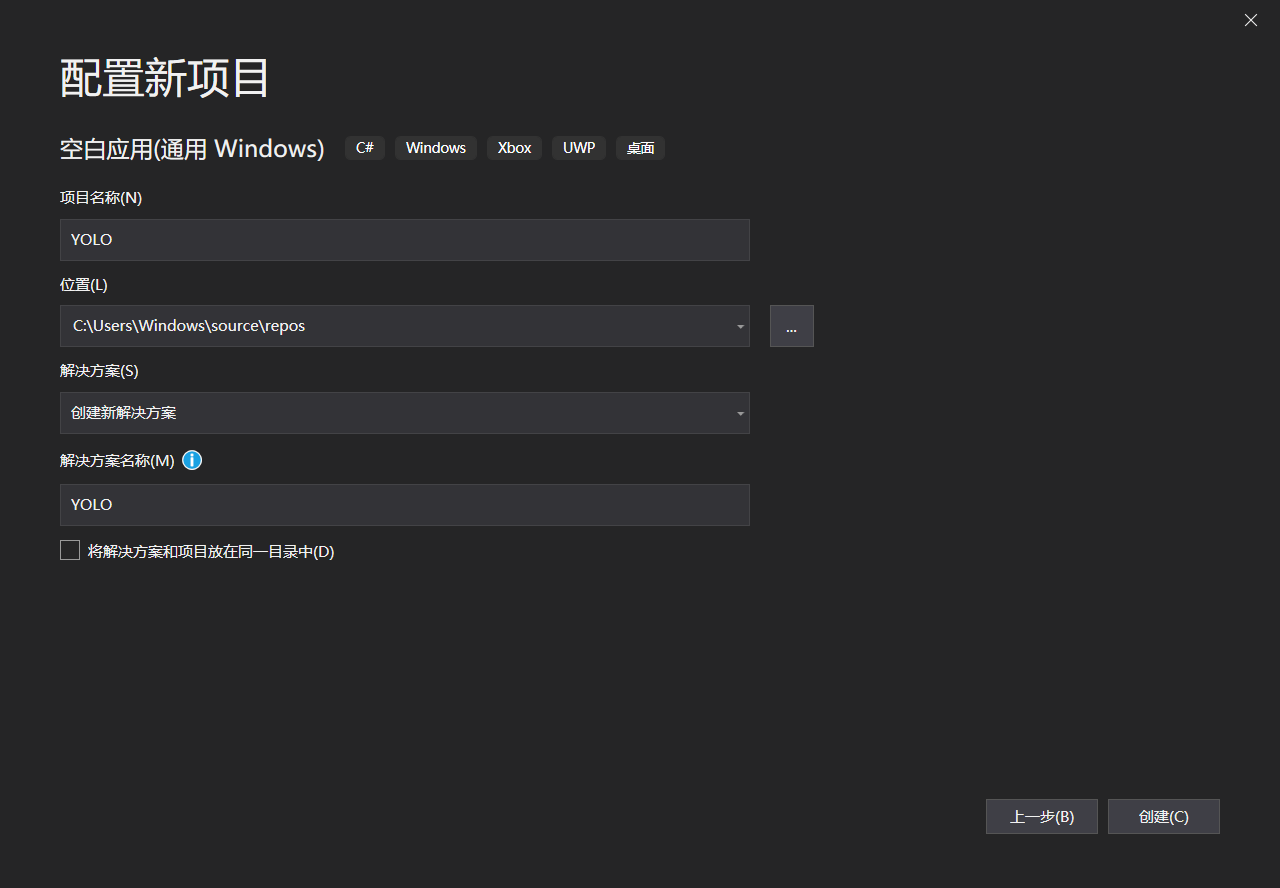 配置新项目
空白应用(通用 Windows) C# Windows Xbox UWP 桌面
项目名称(N)
YOLO
位置(L)
C:\Users\Windows\source\repos ...
解决方案(S)
创建新解决方案
解决方案名称(M)
YOLO
将解决方案和项目放在同一目录中(D)
上一步(B) 创建(C)